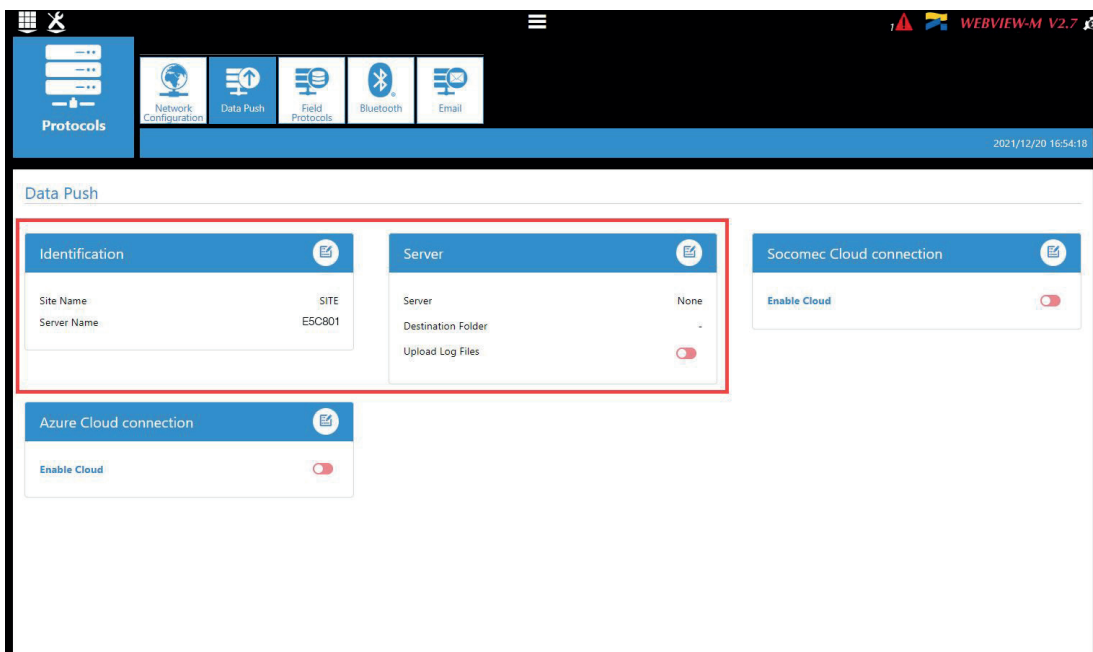 1
WEBVIEW-M V2.7
Protocols
Network
Configuration
Data Push
Field
Protocols
Bluetooth
Email
2021/12/20 16:54:18
Data Push
Identification
Site Name SITE
Server Name E5C801
Server
Server None
Destination Folder -
Upload Log Files
Socomec Cloud connection
Enable Cloud
Azure Cloud connection
Enable Cloud